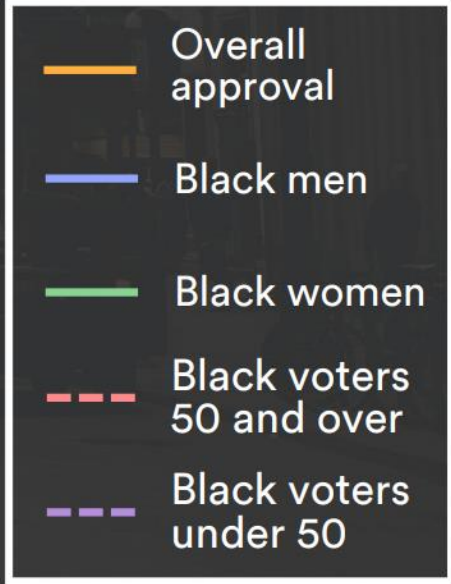 Overall
approval
Black men
Black women
Black voters
50 and over
Black voters
under 50